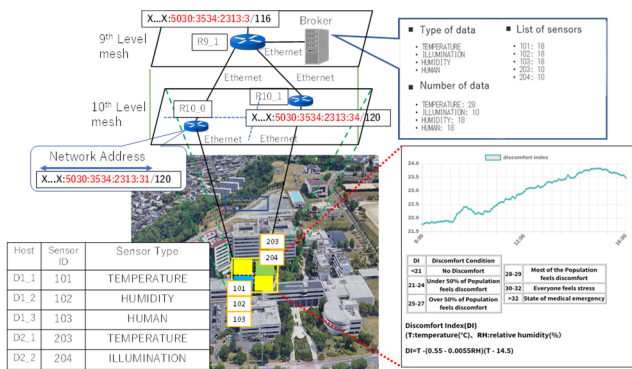 X...X:5030:3534:2313:3/116
9th Level
mesh
R9_1
Broker
Ethernet
Ethernet
Ethernet
10th Level
mesh
R10_0
R10_1
X...X:5030:3534:2313:34/120
Ethernet
Ethernet
Network Address
X...X:5030:3534:2313:31/120
■ Type of data
• TEMPERATURE
• ILLUMINATION
• HUMIDITY
• HUMAN
■ Number of data
• TEMPERATURE: 28
• ILLUMINATION: 10
• HUMIDITY: 18
• HUMAN: 18
■ List of sensors
• 101: 18
• 102: 18
• 103: 18
• 203: 10
• 204: 10
203
204
101
102
103
Host Sensor ID Sensor Type
D1_1 101 TEMPERATURE
D1_2 102 HUMIDITY
D1_3 103 HUMAN
D2_1 203 TEMPERATURE
D2_2 204 ILLUMINATION
discomfort index
24.0
23.5
23.0
22.5
22.0
21.5
12:00
16:00
DI Discomfort Condition
<21 No Discomfort
21-24 Under 50% of Population feels discomfort
25-27 Over 50% of Population feels discomfort
28-29 Most of the Population feels discomfort
30-32 Everyone feels stress
>32 State of medical emergency
Discomfort Index(DI)
(T:temperature(℃)、RH:relative humidity(%)
DI=T -(0.55 - 0.0055RH)(T - 14.5)